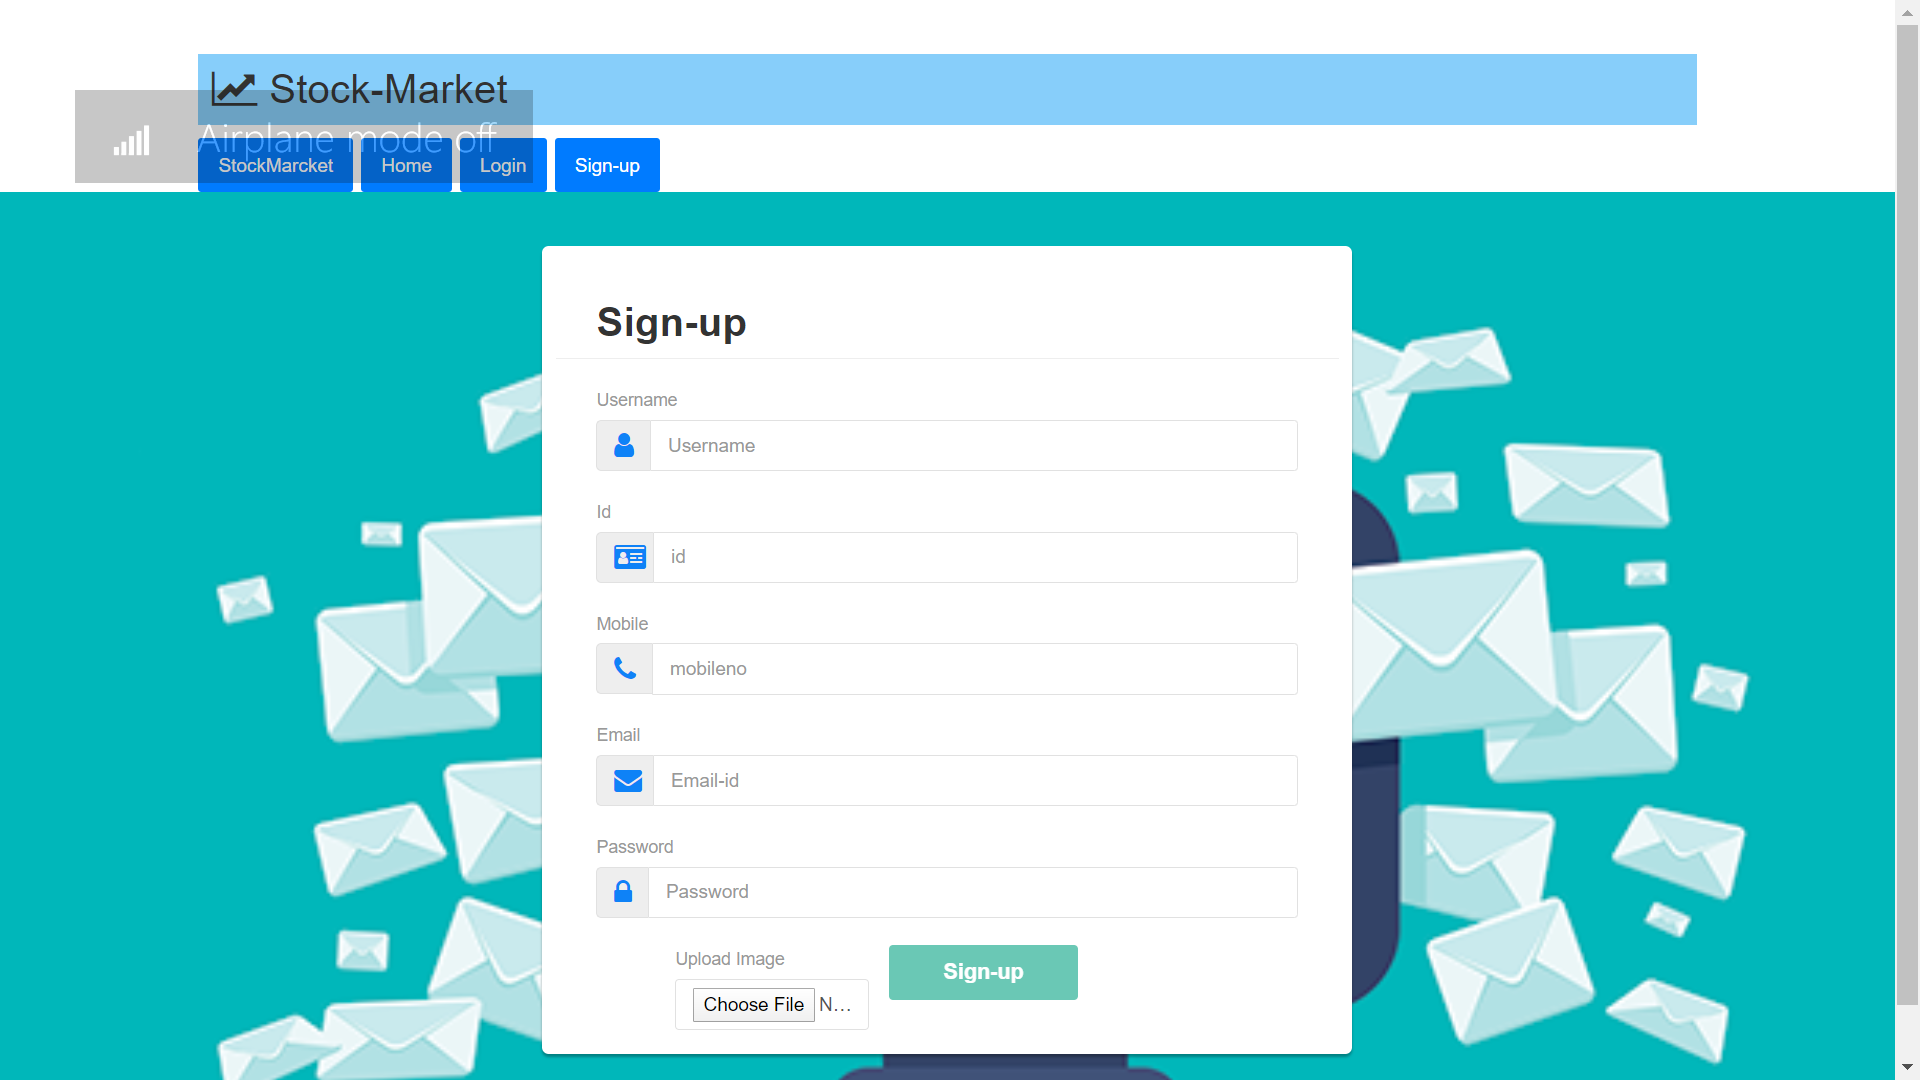 Stock-Market
Airplane mode off
StockMarcket Home Login Sign-up
Sign-up
Username
Username
Id
id
Mobile
mobileno
Email
Email-id
Password
Password
Upload Image
Sign-up
Choose File N...